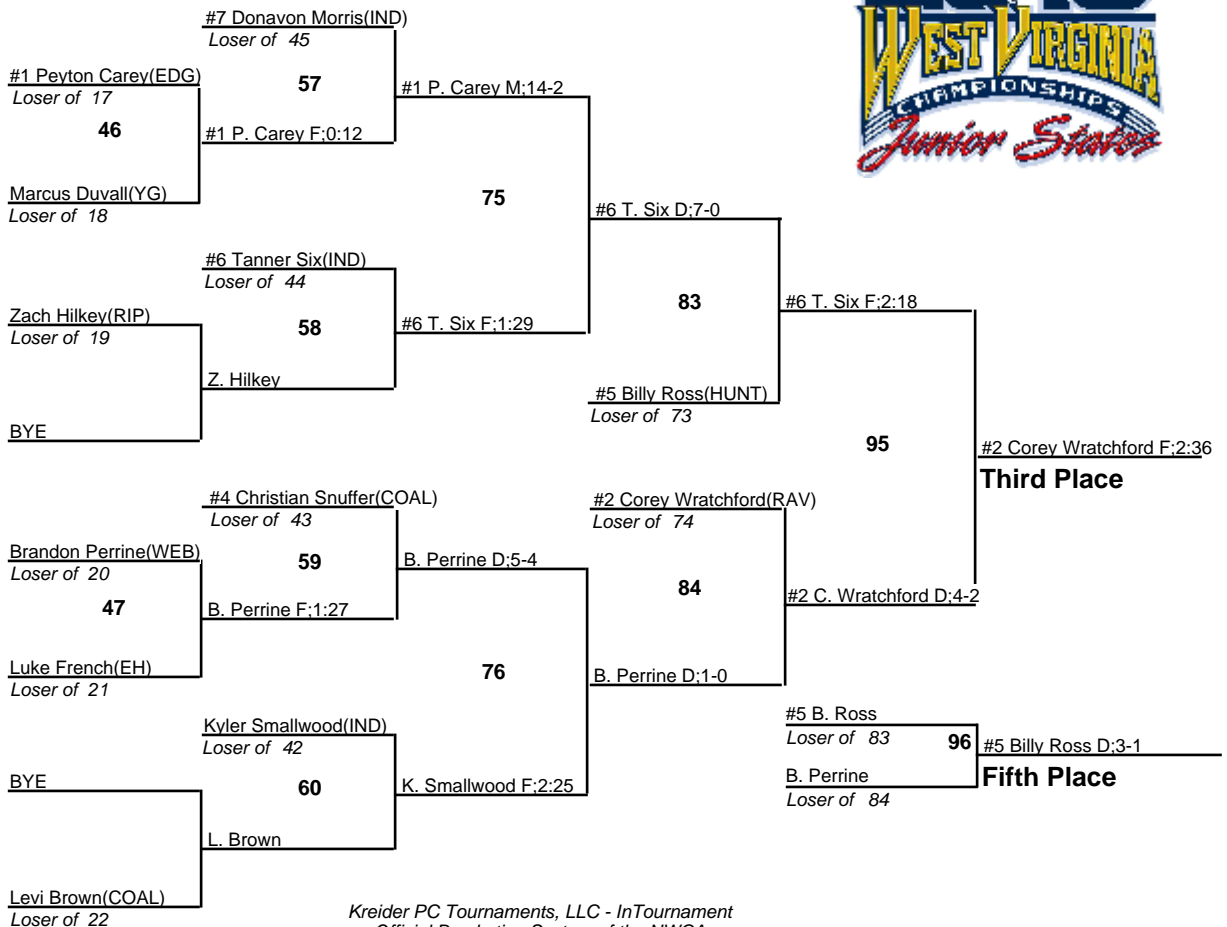 #7 Donavon Morris(IND)
Loser of 45
#1 Peyton Carey(EDG)
Loser of 17
57
#1 P. Carey M;14-2
46
#1 P. Carey F;0:12
Marcus Duvall(YG)
Loser of 18
75
#6 T. Six D;7-0
#6 Tanner Six(IND)
Loser of 44
83
#6 T. Six F;2:18
Zach Hilkey(RIP)
Loser of 19
58
#6 T. Six F;1:29
Z. Hilkey
#5 Billy Ross(HUNT)
Loser of 73
BYE
95
#2 Corey Wratchford F;2:36
Third Place
#4 Christian Snuffer(COAL)
Loser of 43
#2 Corey Wratchford(RAV)
Loser of 74
Brandon Perrine(WEB)
Loser of 20
59
B. Perrine D;5-4
47
B. Perrine F;1:27
84
#2 C. Wratchford D;4-2
Luke French(EH)
Loser of 21
76
B. Perrine D;1-0
Kyler Smallwood(IND)
Loser of 42
#5 B. Ross
Loser of 83
96
#5 Billy Ross D;3-1
Fifth Place
BYE
60
K. Smallwood F;2:25
B. Perrine
Loser of 84
L. Brown
Levi Brown(COAL)
Loser of 22
WEST VIRGINIA
CHAMPIONSHIPS
Junior States
Kreider PC Tournaments, LLC - InTournament